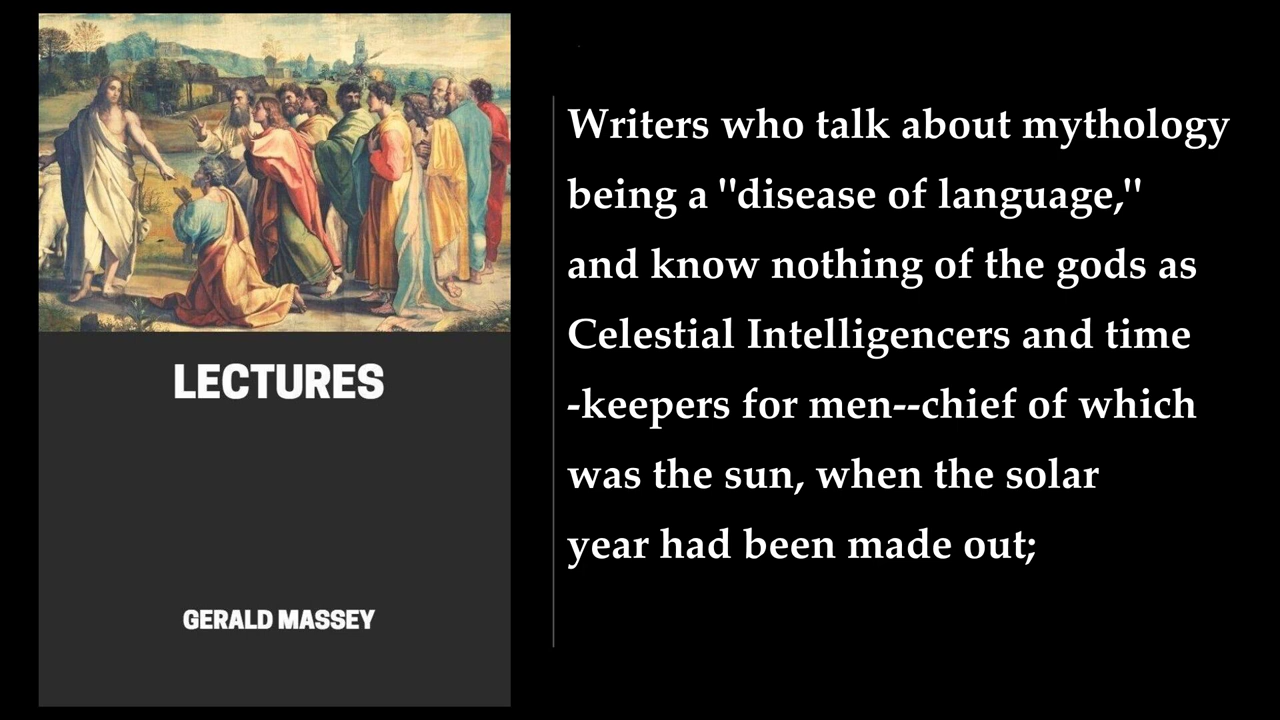 LECTURES
GERALD MASSEY
Writers who talk about mythology
being a "disease of language,"
and know nothing of the gods as
Celestial Intelligencers and time
-keepers for men--chief of which
was the sun, when the solar
year had been made out;